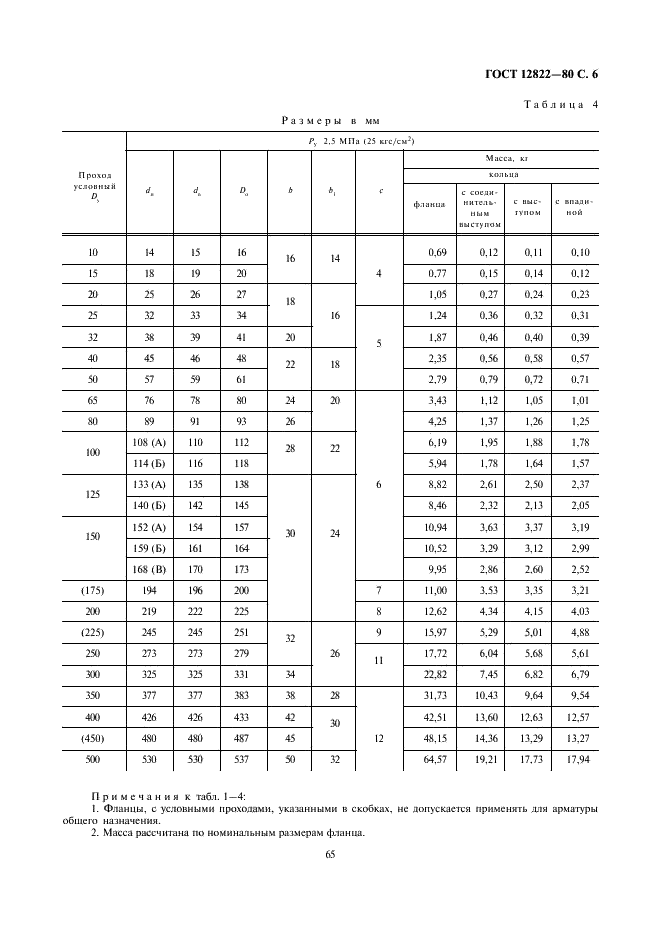 ГОСТ 12822—80 С. 6
Таблица 4
Размеры в мм
Проход условный Dу
Pу 2,5 МПа (25 кгс/см²)
dн dв Dо b b1 c
Масса, кг
кольца
фланца
с соединительным выступом
с выступом
с впадиной
10 14 15 16 16 14 4 0,69 0,12 0,11 0,10
15 18 19 20 0,77 0,15 0,14 0,12
20 25 26 27 18 16 1,05 0,27 0,24 0,23
25 32 33 34 5 1,24 0,36 0,32 0,31
32 38 39 41 20 1,87 0,46 0,40 0,39
40 45 46 48 22 18 2,35 0,56 0,58 0,57
50 57 59 61 2,79 0,79 0,72 0,71
65 76 78 80 24 20 6 3,43 1,12 1,05 1,01
80 89 91 93 26 4,25 1,37 1,26 1,25
100 108 (А) 110 112 28 22 6,19 1,95 1,88 1,78
114 (Б) 116 118 5,94 1,78 1,64 1,57
125 133 (А) 135 138 30 24 8,82 2,61 2,50 2,37
140 (Б) 142 145 8,46 2,32 2,13 2,05
150 152 (А) 154 157 10,94 3,63 3,37 3,19
159 (Б) 161 164 10,52 3,29 3,12 2,99
168 (В) 170 173 9,95 2,86 2,60 2,52
(175) 194 196 200 7 11,00 3,53 3,35 3,21
200 219 222 225 8 12,62 4,34 4,15 4,03
(225) 245 245 251 32 26 9 15,97 5,29 5,01 4,88
250 273 273 279 11 17,72 6,04 5,68 5,61
300 325 325 331 34 22,82 7,45 6,82 6,79
350 377 377 383 38 28 12 31,73 10,43 9,64 9,54
400 426 426 433 42 30 42,51 13,60 12,63 12,57
(450) 480 480 487 45 48,15 14,36 13,29 13,27
500 530 530 537 50 32 64,57 19,21 17,73 17,94
Примечания к табл. 1—4:
1. Фланцы, с условными проходами, указанными в скобках, не допускается применять для арматуры
общего назначения.
2. Масса рассчитана по номинальным размерам фланца.
65